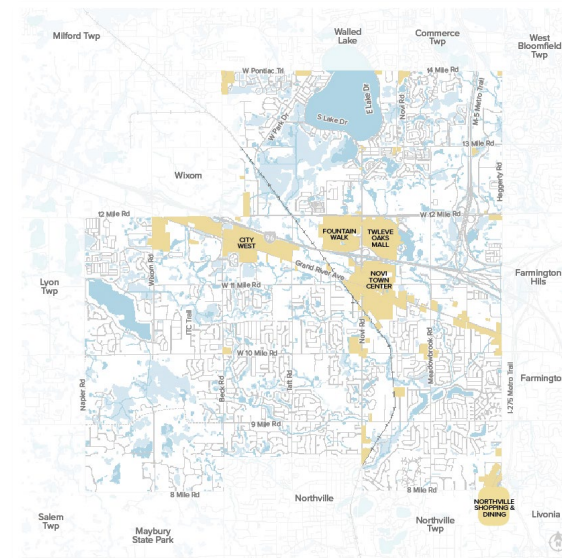 Milford Twp
Walled
Lake
Commerce
Twp
West
Bloomfield
Twp
W Pontiac Trl
14 Mile Rd
W Park Dr
S Lake Dr
E Lake Dr
Novi Rd
M-5 Metro Trail
13 Mile Rd
Haggerty Rd
Wixom
12 Mile Rd
W 12 Mile Rd
CITY
WEST
FOUNTAIN
WALK
TWLEVE
OAKS
MALL
Grand River Ave
NOVI
TOWN
CENTER
Lyon
Twp
Wixom Rd
W 11 Mile Rd
Farmington
Hills
ITC Trail
Novi Rd
Meadowbrook Rd
W 10 Mile Rd
Napier Rd
Beck Rd
Taft Rd
I-275 Metro Trail
Farmingto
9 Mile Rd
8 Mile Rd
8 Mile Rd
Northville
NORTHVILLE
SHOPPING &
DINING
Salem
Twp
Maybury
State Park
Northville
Twp
Livonia